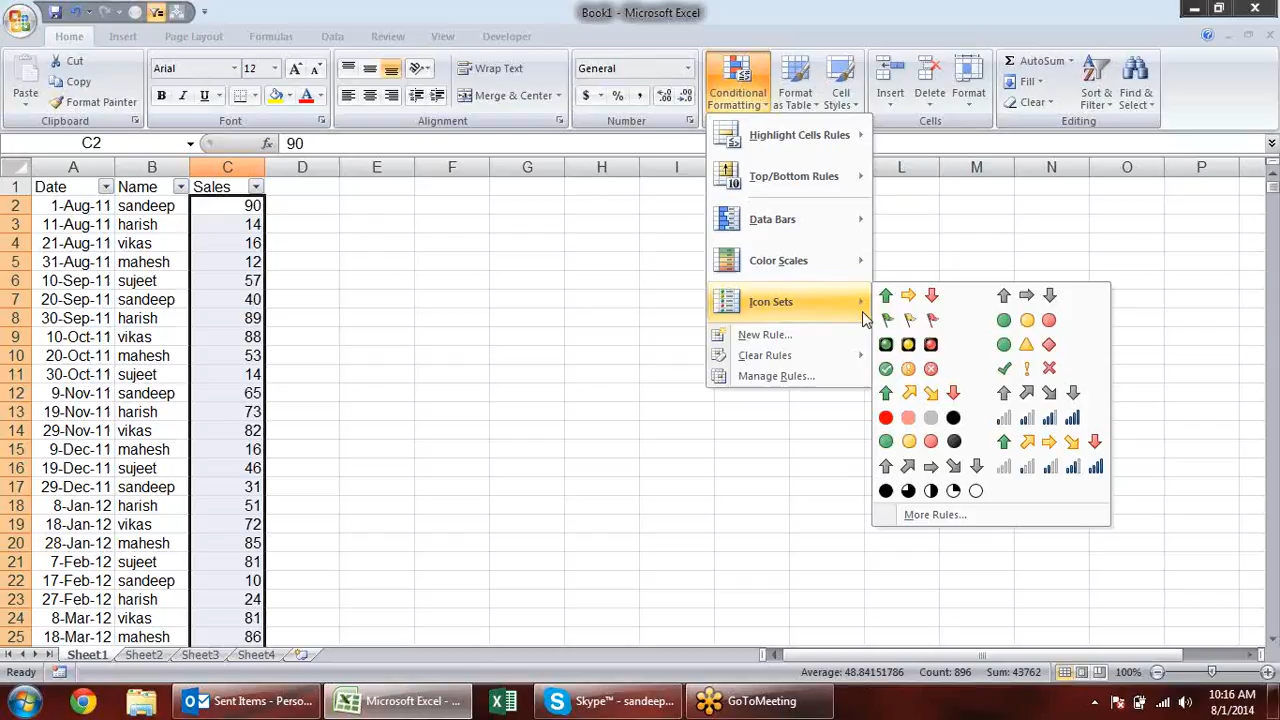 Book1 - Microsoft Excel
Home Insert Page Layout Formulas Data Review View Developer
Paste
Cut
Copy
Format Painter
Clipboard
Arial 12
B I U A
Font
Wrap Text
Merge & Center
Alignment
General
$ % ,
Number
Conditional Formatting
Format as Table
Cell Styles
Insert Delete Format
Cells
AutoSum
Fill
Clear
Sort & Filter
Find & Select
Editing
C2 fx 90
A B C D E F G H I L M N O P
1 Date Name Sales
2 1-Aug-11 sandeep 90
3 11-Aug-11 harish 14
4 21-Aug-11 vikas 16
5 31-Aug-11 mahesh 12
6 10-Sep-11 sujeet 57
7 20-Sep-11 sandeep 40
8 30-Sep-11 harish 89
9 10-Oct-11 vikas 88
10 20-Oct-11 mahesh 53
11 30-Oct-11 sujeet 14
12 9-Nov-11 sandeep 65
13 19-Nov-11 harish 73
14 29-Nov-11 vikas 82
15 9-Dec-11 mahesh 16
16 19-Dec-11 sujeet 46
17 29-Dec-11 sandeep 31
18 8-Jan-12 harish 51
19 18-Jan-12 vikas 72
20 28-Jan-12 mahesh 85
21 7-Feb-12 sujeet 81
22 17-Feb-12 sandeep 10
23 27-Feb-12 harish 24
24 8-Mar-12 vikas 81
25 18-Mar-12 mahesh 86
Highlight Cells Rules
Top/Bottom Rules
Data Bars
Color Scales
Icon Sets
New Rule...
Clear Rules
Manage Rules...
More Rules...
Sheet1 Sheet2 Sheet3 Sheet4
Ready Average: 48.84151786 Count: 896 Sum: 43762 100%
Sent Items - Perso...
Microsoft Excel - ...
Skype™ - sandeep...
GoToMeeting
10:16 AM
8/1/2014